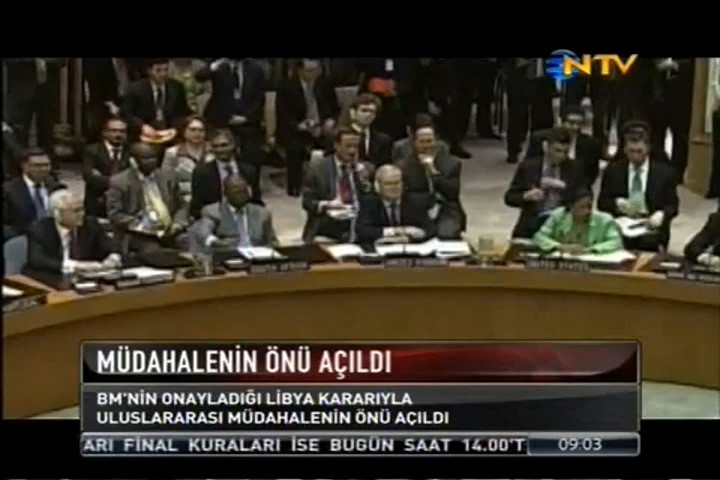 NTV
MÜDAHALENİN ÖNÜ AÇILDI
BM'NİN ONAYLADIĞI LİBYA KARARIYLA
ULUSLARARASI MÜDAHALENİN ÖNÜ AÇILDI
ARI FİNAL KURALARI İSE BUGÜN SAAT 14.00'T
09:03